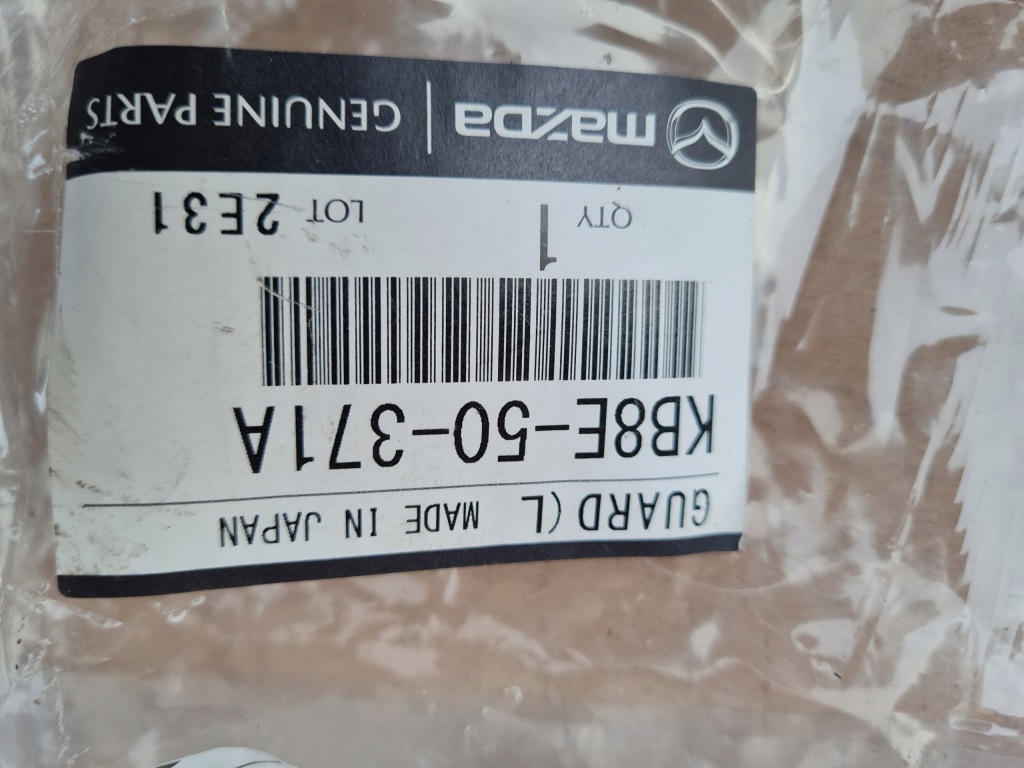 GUARD (L MADE IN JAPAN
KB8E-50-371A
QTY 1 LOT 2E31
mazda GENUINE PARTS